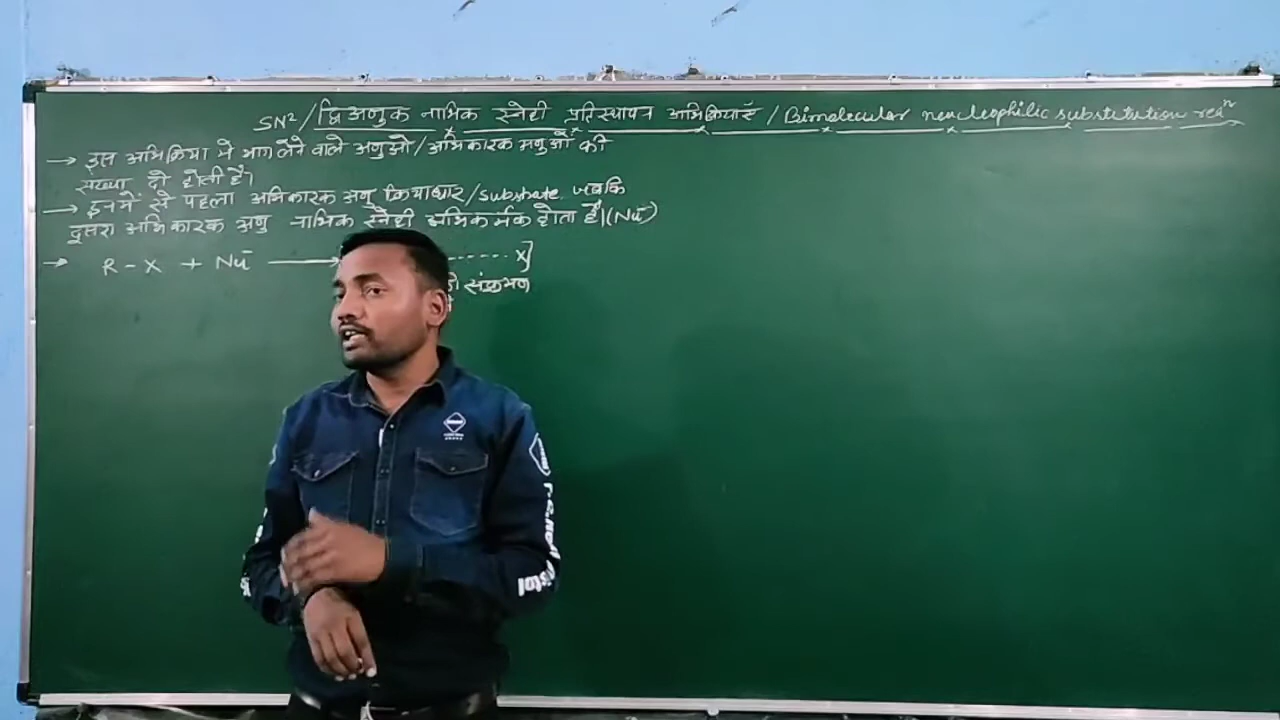 SN²/द्विअणुक नाभिक स्नेही प्रतिस्थापन अभिक्रियाएँ/Bimolecular neucleophilic substitution reaⁿ
→ इस अभिक्रिया मे भाग लेने वाले अणुओ/अभिकारक अणुओं की
संख्या दो होती है।
→ इनमें से पहला अभिकारक अणु क्रियाधार/substrate जबकि
दूसरा अभिकारक अणु नाभिक स्नेही अभिकर्मक होता है।(Nu⁻)
→ R-X + Nu⁻ ⟶ ......X]
संक्रमण